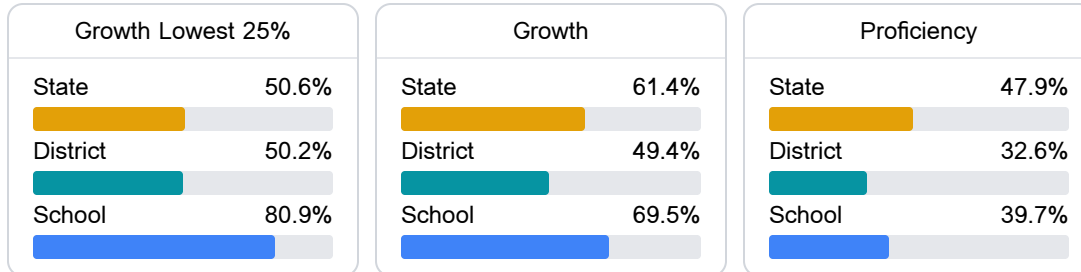 Growth Lowest 25%
State 50.6%
District 50.2%
School 80.9%
Growth
State 61.4%
District 49.4%
School 69.5%
Proficiency
State 47.9%
District 32.6%
School 39.7%